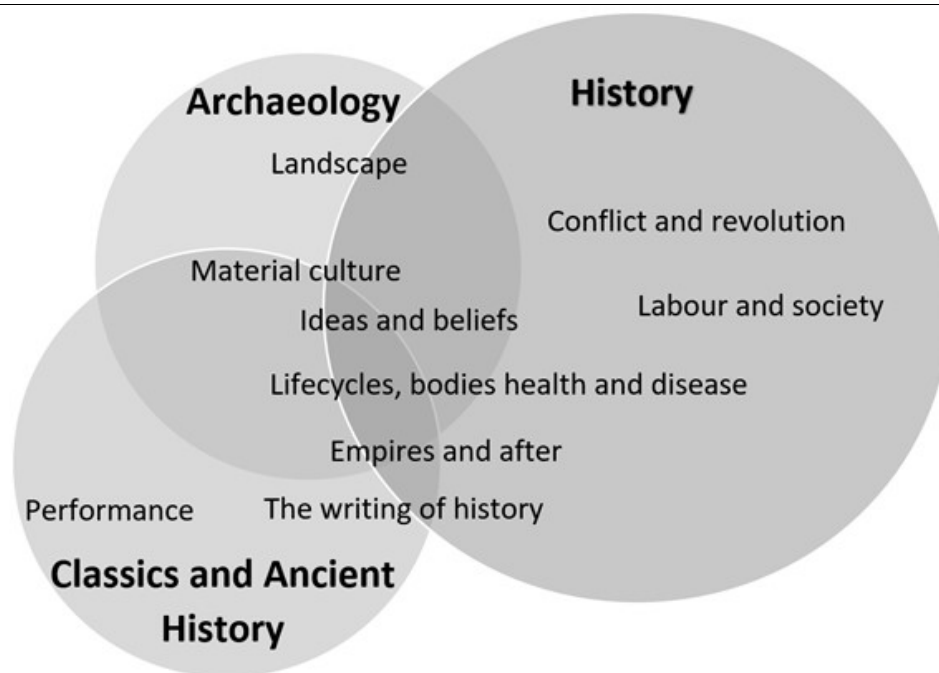 Archaeology
History
Landscape
Conflict and revolution
Material culture
Labour and society
Ideas and beliefs
Lifecycles, bodies health and disease
Empires and after
Performance
The writing of history
Classics and Ancient
History